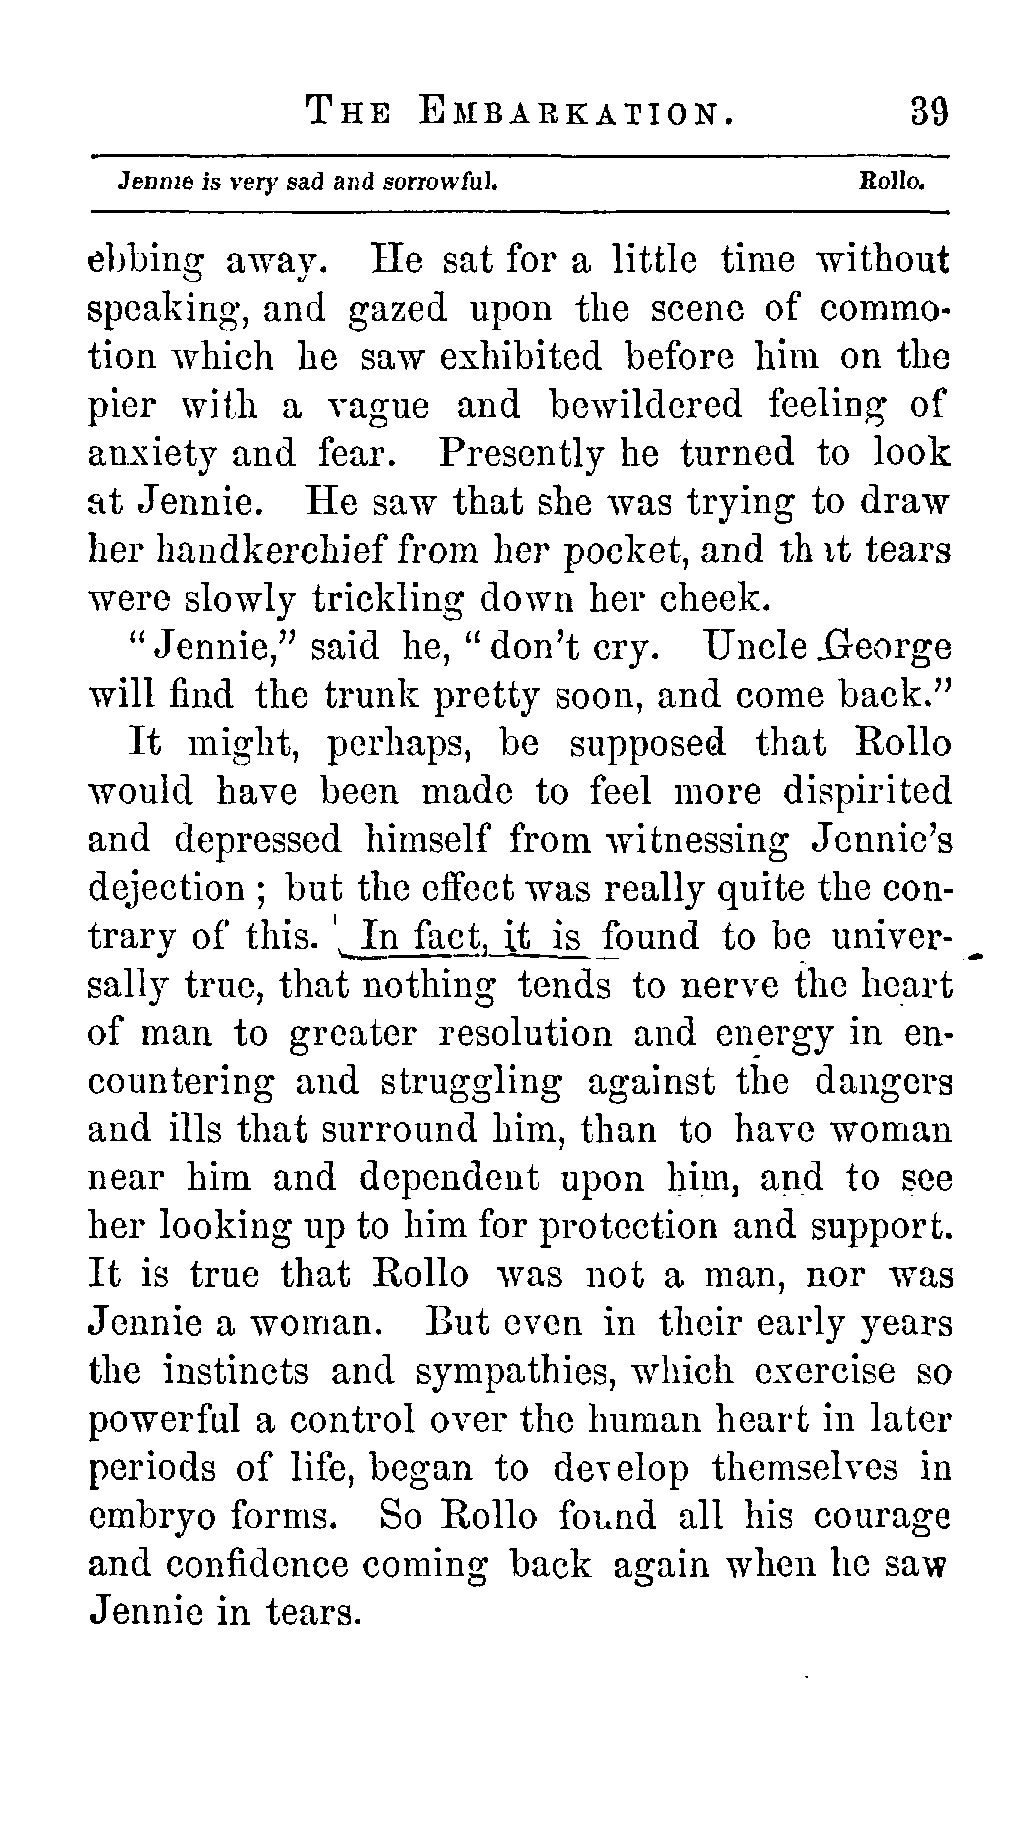 THE EMBARKATION. 39
Jennie is very sad and sorrowful. Rollo.
ebbing away. He sat for a little time without
speaking, and gazed upon the scene of commo-
tion which he saw exhibited before him on the
pier with a vague and bewildered feeling of
anxiety and fear. Presently he turned to look
at Jennie. He saw that she was trying to draw
her handkerchief from her pocket, and that tears
were slowly trickling down her cheek.
“Jennie,” said he, “don’t cry. Uncle George
will find the trunk pretty soon, and come back.”
It might, perhaps, be supposed that Rollo
would have been made to feel more dispirited
and depressed himself from witnessing Jennie’s
dejection; but the effect was really quite the con-
trary of this. In fact, it is found to be univer-
sally true, that nothing tends to nerve the heart
of man to greater resolution and energy in en-
countering and struggling against the dangers
and ills that surround him, than to have woman
near him and dependent upon him, and to see
her looking up to him for protection and support.
It is true that Rollo was not a man, nor was
Jennie a woman. But even in their early years
the instincts and sympathies, which exercise so
powerful a control over the human heart in later
periods of life, began to develop themselves in
embryo forms. So Rollo found all his courage
and confidence coming back again when he saw
Jennie in tears.